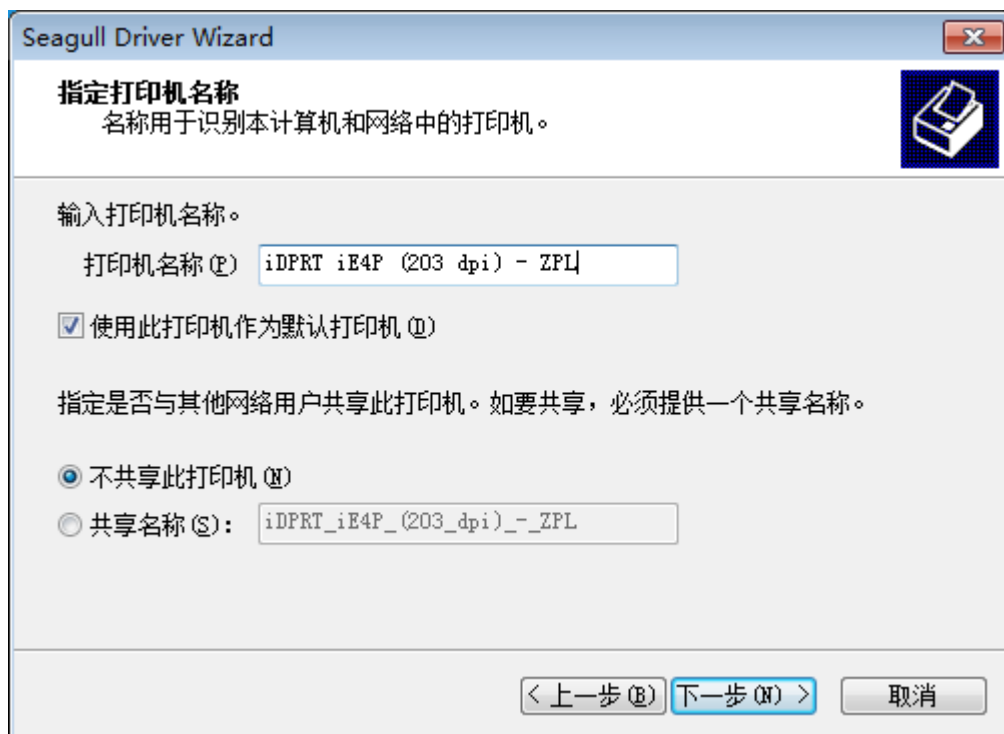 Seagull Driver Wizard
指定打印机名称
名称用于识别本计算机和网络中的打印机。
输入打印机名称。
打印机名称(P) iDPRT iE4P (203 dpi) - ZPL
使用此打印机作为默认打印机(D)
指定是否与其他网络用户共享此打印机。如要共享，必须提供一个共享名称。
不共享此打印机(N)
共享名称(S)： iDPRT_iE4P_(203_dpi)_-_ZPL
< 上一步(B) 下一步(N) > 取消